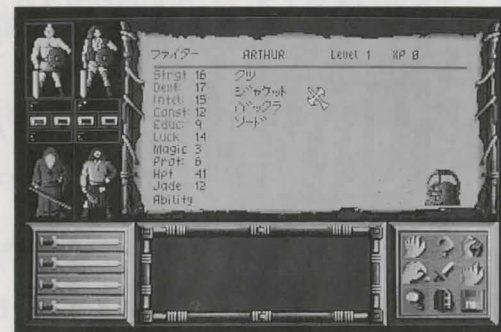 ファイター ARTHUR Level 1 XP 0
Strgt 16 クツ
Dext: 17 ジャケット
Intel: 15 バックラ
Const: 12 ソード
Educ: 9
Luck 14
Magic 3
Prot: 6
Hpt 41
Jade 12
Ability